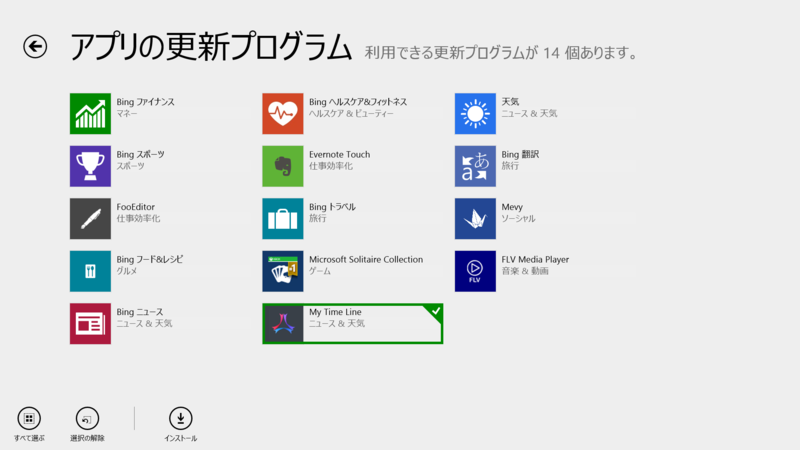 アプリの更新プログラム 利用できる更新プログラムが 14 個あります。
Bing ファイナンス
マネー
Bing ヘルスケア&フィットネス
ヘルスケア & ビューティー
天気
ニュース & 天気
Bing スポーツ
スポーツ
Evernote Touch
仕事効率化
あ
a
Bing 翻訳
旅行
FooEditor
仕事効率化
Bing トラベル
旅行
Mevy
ソーシャル
Bing フード&レシピ
グルメ
Microsoft Solitaire Collection
ゲーム
FLV
FLV Media Player
音楽 & 動画
Bing ニュース
ニュース & 天気
My Time Line
ニュース & 天気
すべて選ぶ
選択の解除
インストール